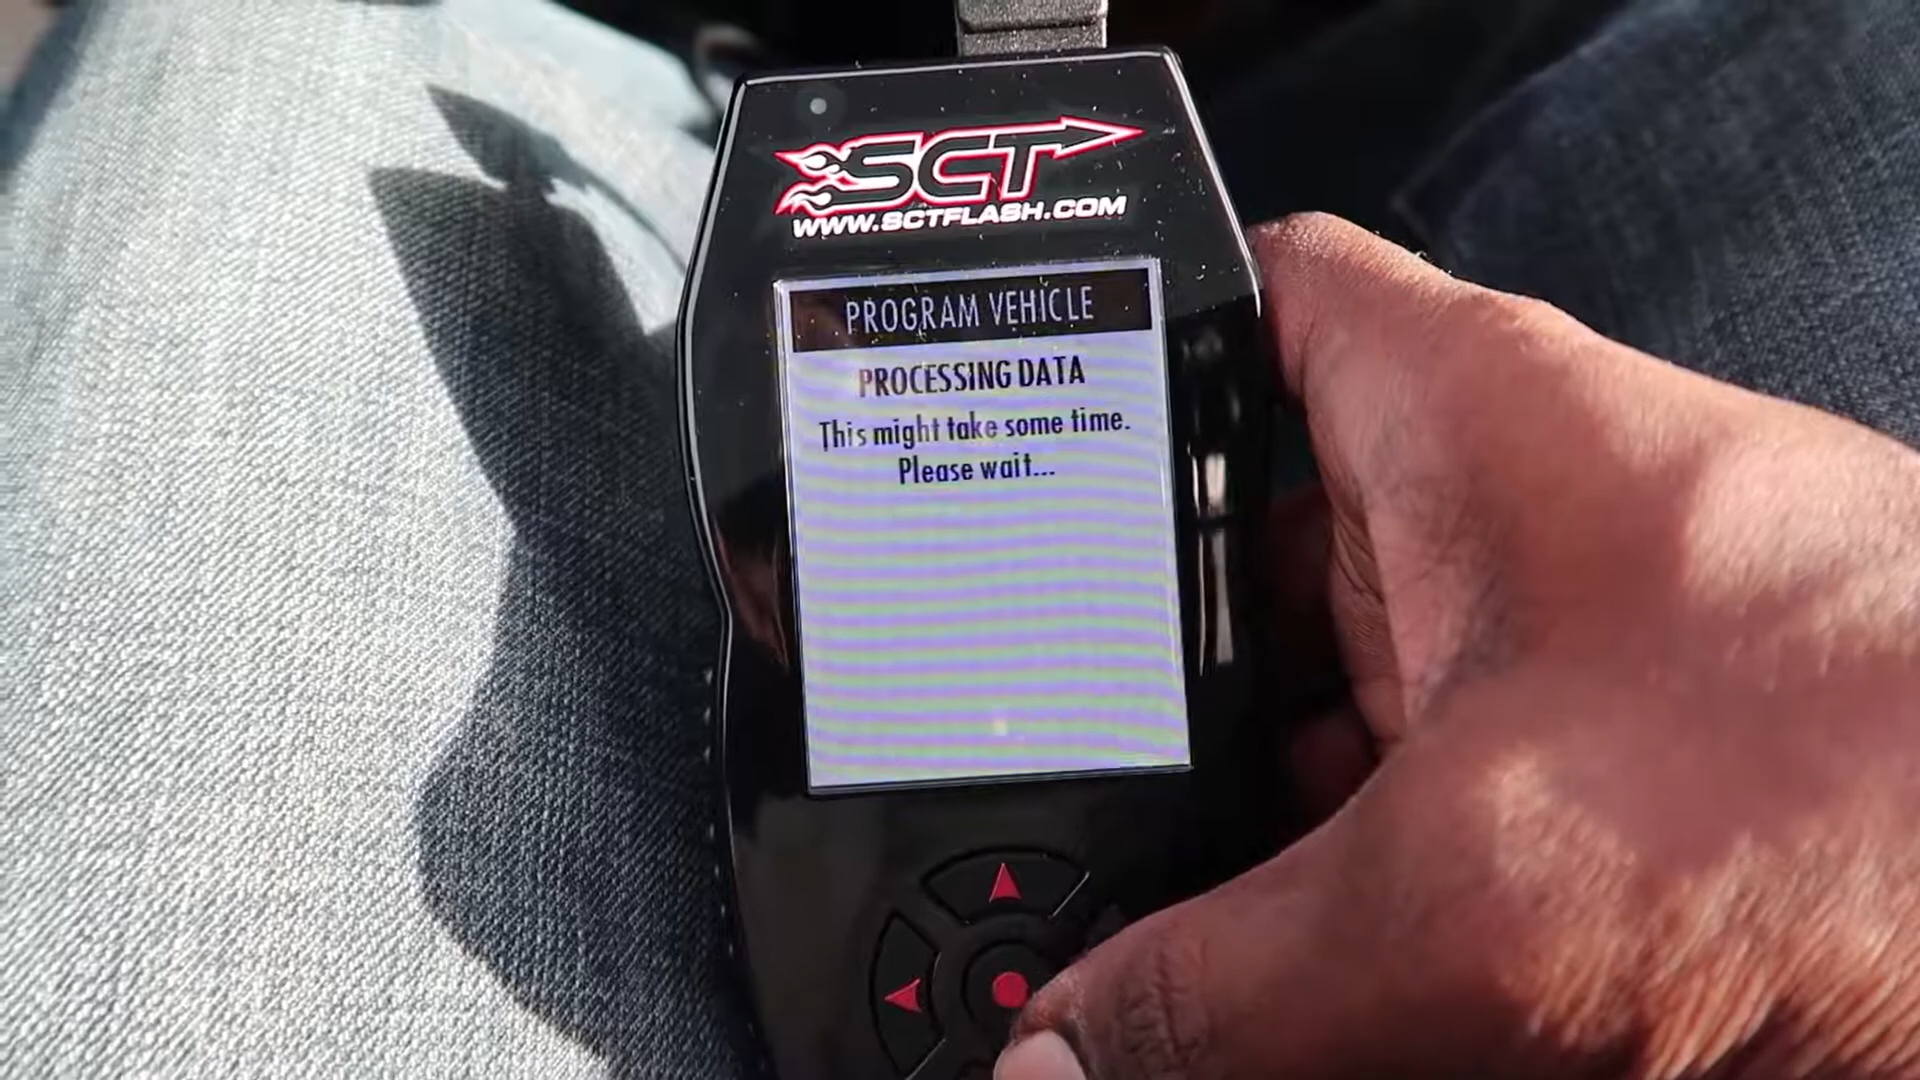 SCT
WWW.SCTFLASH.COM
PROGRAM VEHICLE
PROCESSING DATA
This might take some time.
Please wait...